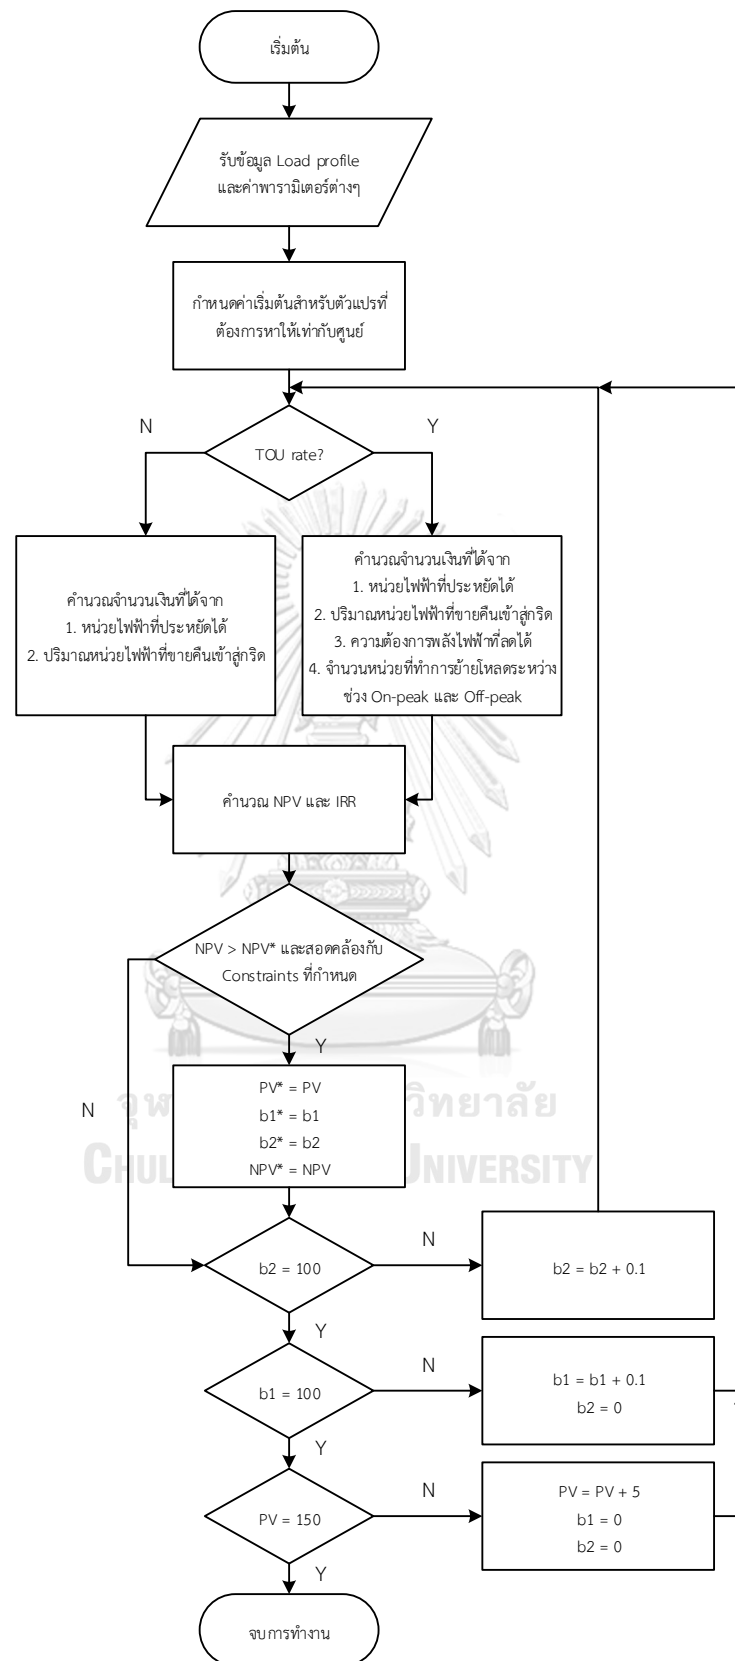 เริ่มต้น
รับข้อมูล Load profile
และค่าพารามิเตอร์ต่างๆ
กำหนดค่าเริ่มต้นสำหรับตัวแปรที่
ต้องการหาให้เท่ากับศูนย์
N
Y
TOU rate?
คำนวณจำนวนเงินที่ได้จาก
1. หน่วยไฟฟ้าที่ประหยัดได้
2. ปริมาณหน่วยไฟฟ้าที่ขายคืนเข้าสู่กริด
คำนวณจำนวนเงินที่ได้จาก
1. หน่วยไฟฟ้าที่ประหยัดได้
2. ปริมาณหน่วยไฟฟ้าที่ขายคืนเข้าสู่กริด
3. ความต้องการพลังไฟฟ้าที่ลดได้
4. จำนวนหน่วยที่ทำการย้ายโหลดระหว่าง
ช่วง On-peak และ Off-peak
คำนวณ NPV และ IRR
NPV > NPV* และสอดคล้องกับ
Constraints ที่กำหนด
Y
N
PV* = PV
b1* = b1
b2* = b2
NPV* = NPV
วิทยาลัย
UNIVERSITY
b2 = 100
N
b2 = b2 + 0.1
Y
b1 = 100
N
b1 = b1 + 0.1
b2 = 0
Y
PV = 150
N
PV = PV + 5
b1 = 0
b2 = 0
Y
จบการทำงาน